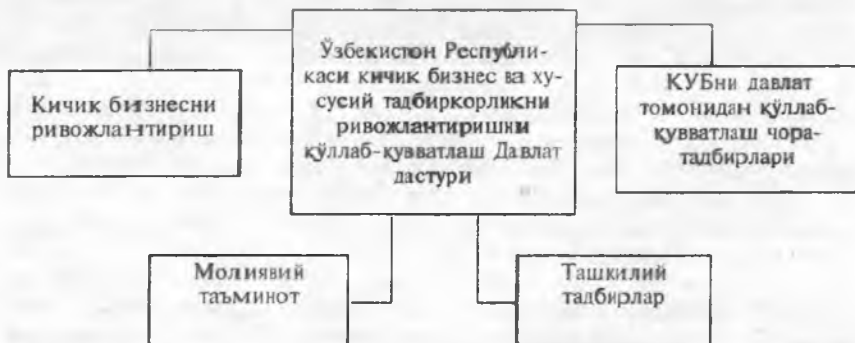 Ўзбекистон Республи-
каси кичик бизнес ва ху-
сусий тадбиркорликни
ривожлантиришни
қўллаб-қувватлаш Давлат
дастури
Кичик бизнесни
ривожлантириш
КУБни давлат
томонидан қўллаб-
қувватлаш чора-
тадбирлари
Молиявий
таъминот
Ташкилий
тадбирлар